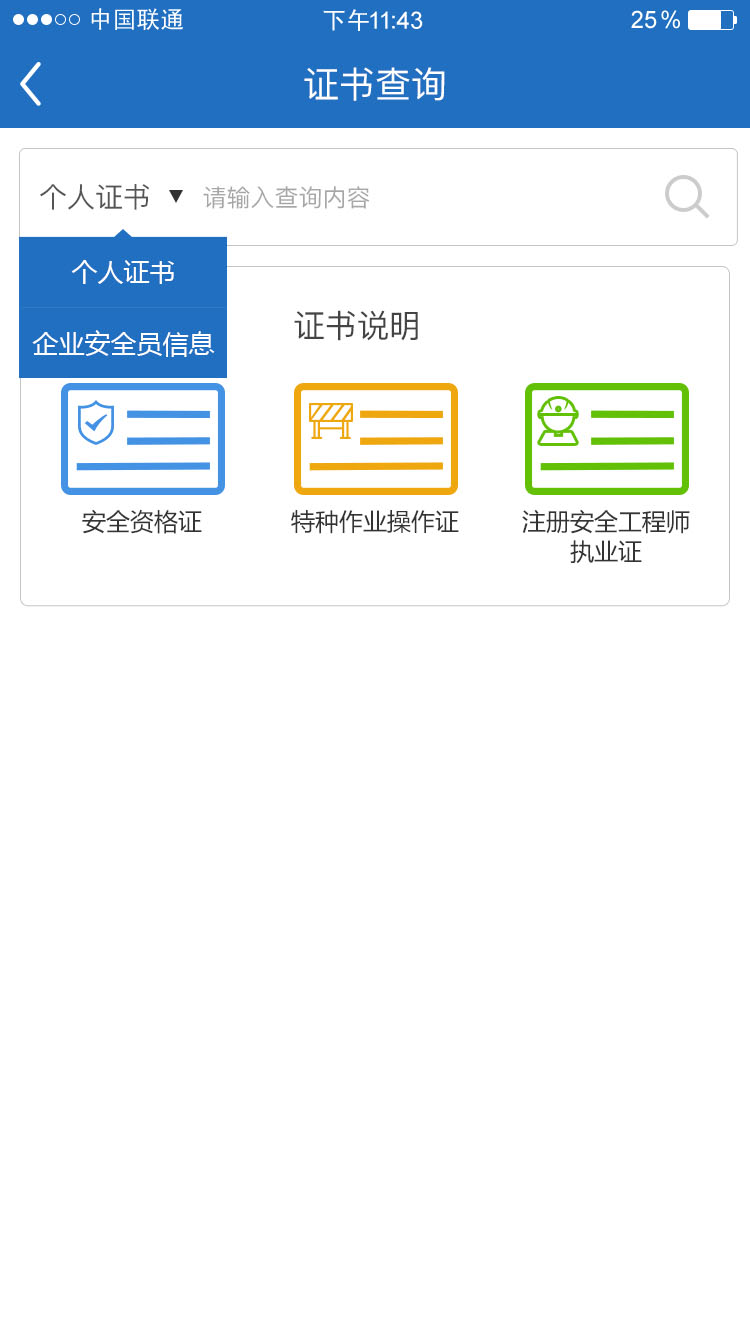 中国联通 下午11:43 25%
证书查询
个人证书 ▼ 请输入查询内容
个人证书
企业安全员信息
证书说明
安全资格证 特种作业操作证 注册安全工程师
执业证